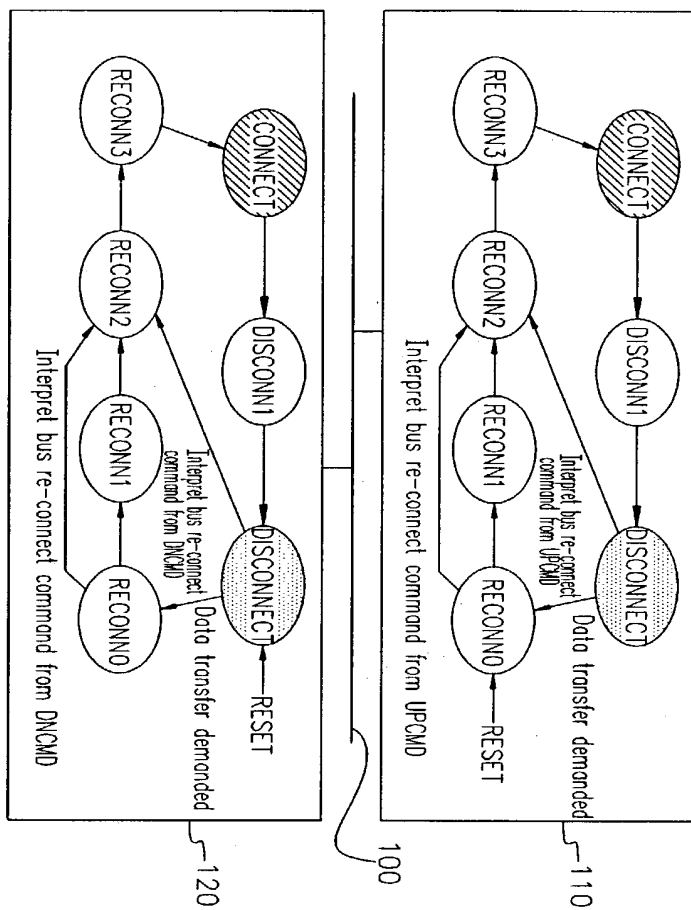 CONNECT
DISCONN1
DISCONNECT
RECONN3
RECONN2
RECONN1
RECONN0
RESET
Interpret bus re-connect
command from UPCMD
Data transfer demanded
Interpret bus re-connect command from UPCMD
110
100
CONNECT
DISCONN1
DISCONNECT
RESET
RECONN3
RECONN2
RECONN1
RECONN0
Interpret bus re-connect
command from DNCMD
Data transfer demanded
Interpret bus re-connect command from DNCMD
120